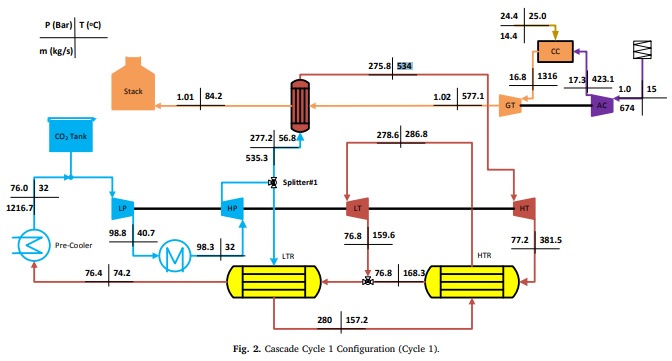 P (Bar) T (ºC)
m (kg/s)
24.4 25.0
14.4
CC
275.8 534
16.8 1316
17.3 423.1
1.0 15
674
Stack
1.01 84.2
1.02 577.1
GT
AC
CO₂ Tank
277.2 56.8
535.3
278.6 286.8
76.0 32
1216.7
Splitter#1
LP
HP
LT
HT
98.8 40.7
76.8 159.6
77.2 381.5
Pre-Cooler
M
98.3 32
LTR
HTR
76.4 74.2
76.8 168.3
280 157.2
Fig. 2. Cascade Cycle 1 Configuration (Cycle 1).